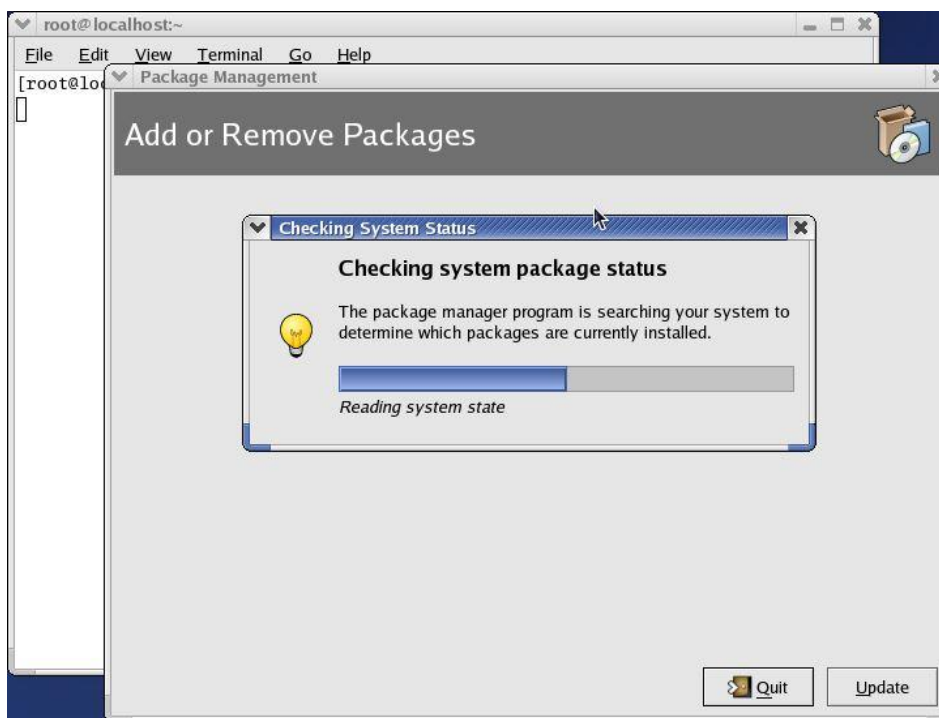 root@localhost:~
File Edit View Terminal Go Help
[root@loc
Package Management
Add or Remove Packages
Checking System Status
Checking system package status
The package manager program is searching your system to
determine which packages are currently installed.
Reading system state
Quit Update